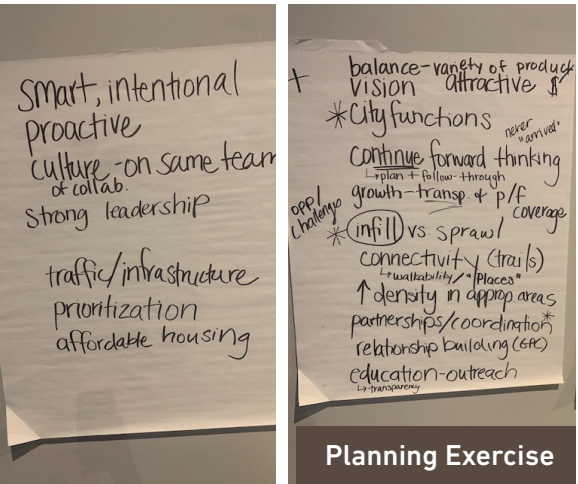 smart, intentional
proactive
culture - on same team
of collab.
strong leadership
traffic/infrastructure
prioritization
affordable housing
+
balance - variety of product
vision attractive $
*City functions
never "arrived"
continue forward thinking
↳plan + follow-through
growth - transp. & p/f coverage
opp/
challenge
* infill vs. sprawl
connectivity (trails)
↳walkability/"Places"
↑ density in approp. areas
partnerships/coordination*
relationship building (GPC)
education-outreach
↳transparency
Planning Exercise